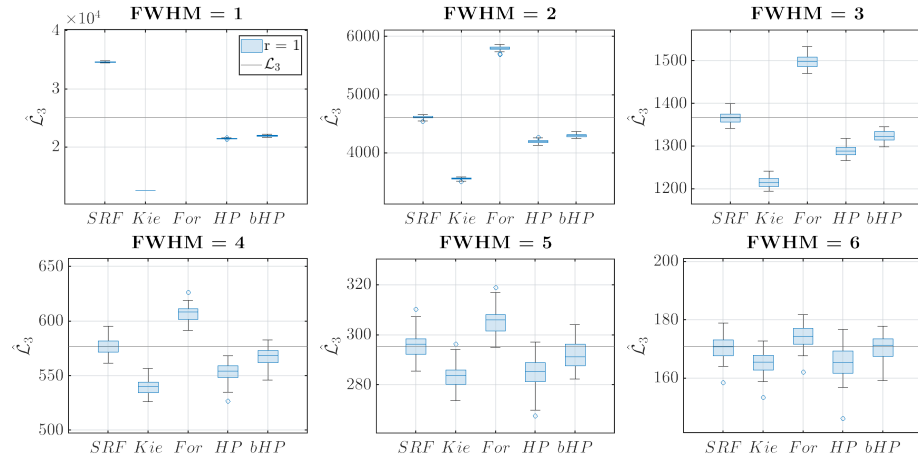 FWHM = 1
×10⁴
4
3
2
L̂₃
r = 1
L₃
SRF Kie For HP bHP
FWHM = 2
6000
4000
L̂₃
SRF Kie For HP bHP
FWHM = 3
1500
1400
1300
1200
L̂₃
SRF Kie For HP bHP
FWHM = 4
650
600
550
500
L̂₃
SRF Kie For HP bHP
FWHM = 5
320
300
280
L̂₃
SRF Kie For HP bHP
FWHM = 6
200
180
160
L̂₃
SRF Kie For HP bHP